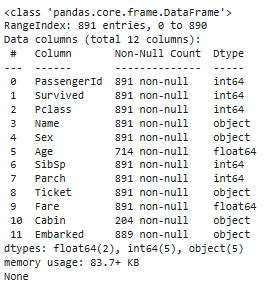 <class 'pandas.core.frame.DataFrame'>
RangeIndex: 891 entries, 0 to 890
Data columns (total 12 columns):
 #   Column       Non-Null Count  Dtype
---  ------       --------------  -----
 0   PassengerId  891 non-null    int64
 1   Survived     891 non-null    int64
 2   Pclass       891 non-null    int64
 3   Name         891 non-null    object
 4   Sex          891 non-null    object
 5   Age          714 non-null    float64
 6   SibSp        891 non-null    int64
 7   Parch        891 non-null    int64
 8   Ticket       891 non-null    object
 9   Fare         891 non-null    float64
 10  Cabin        204 non-null    object
 11  Embarked     889 non-null    object
dtypes: float64(2), int64(5), object(5)
memory usage: 83.7+ KB
None